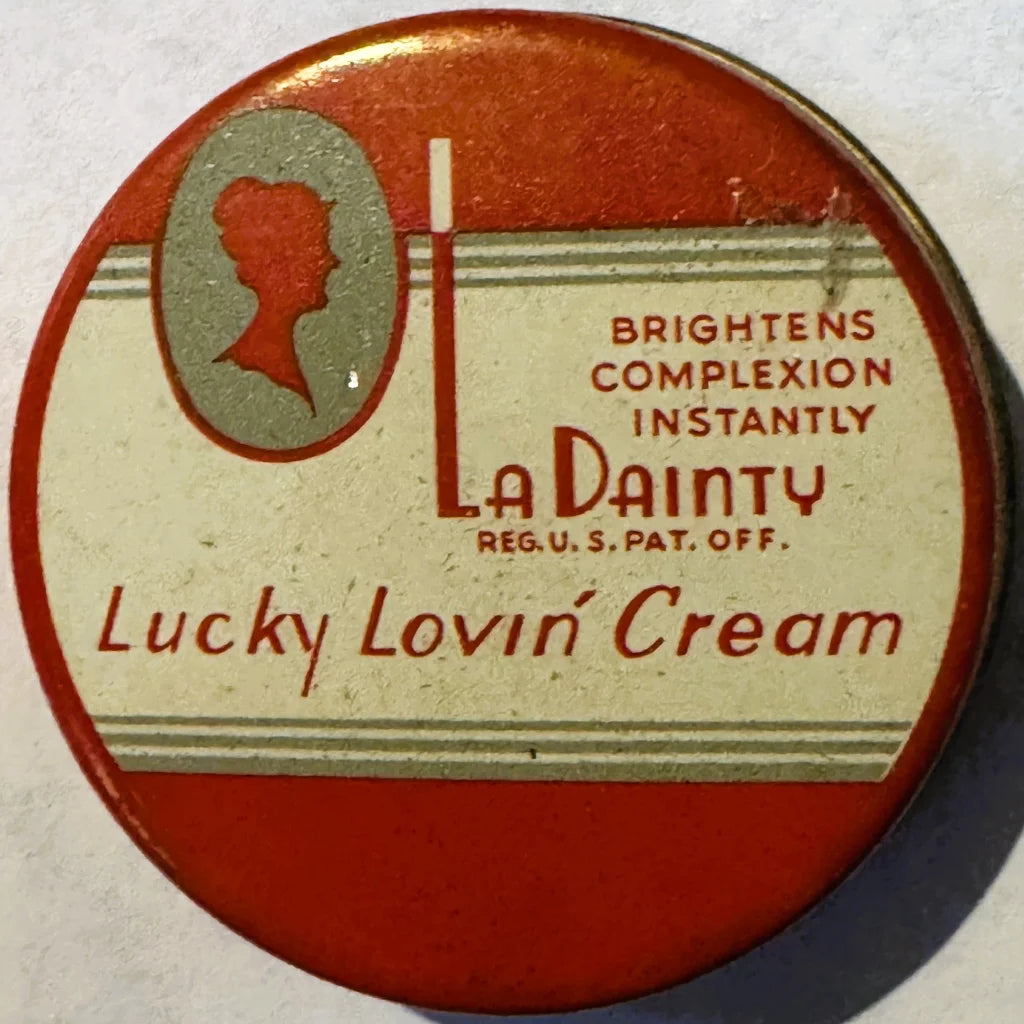 BRIGHTENS
COMPLEXION
INSTANTLY
LA DAINTY
REG. U. S. PAT. OFF.
Lucky Lovin' Cream